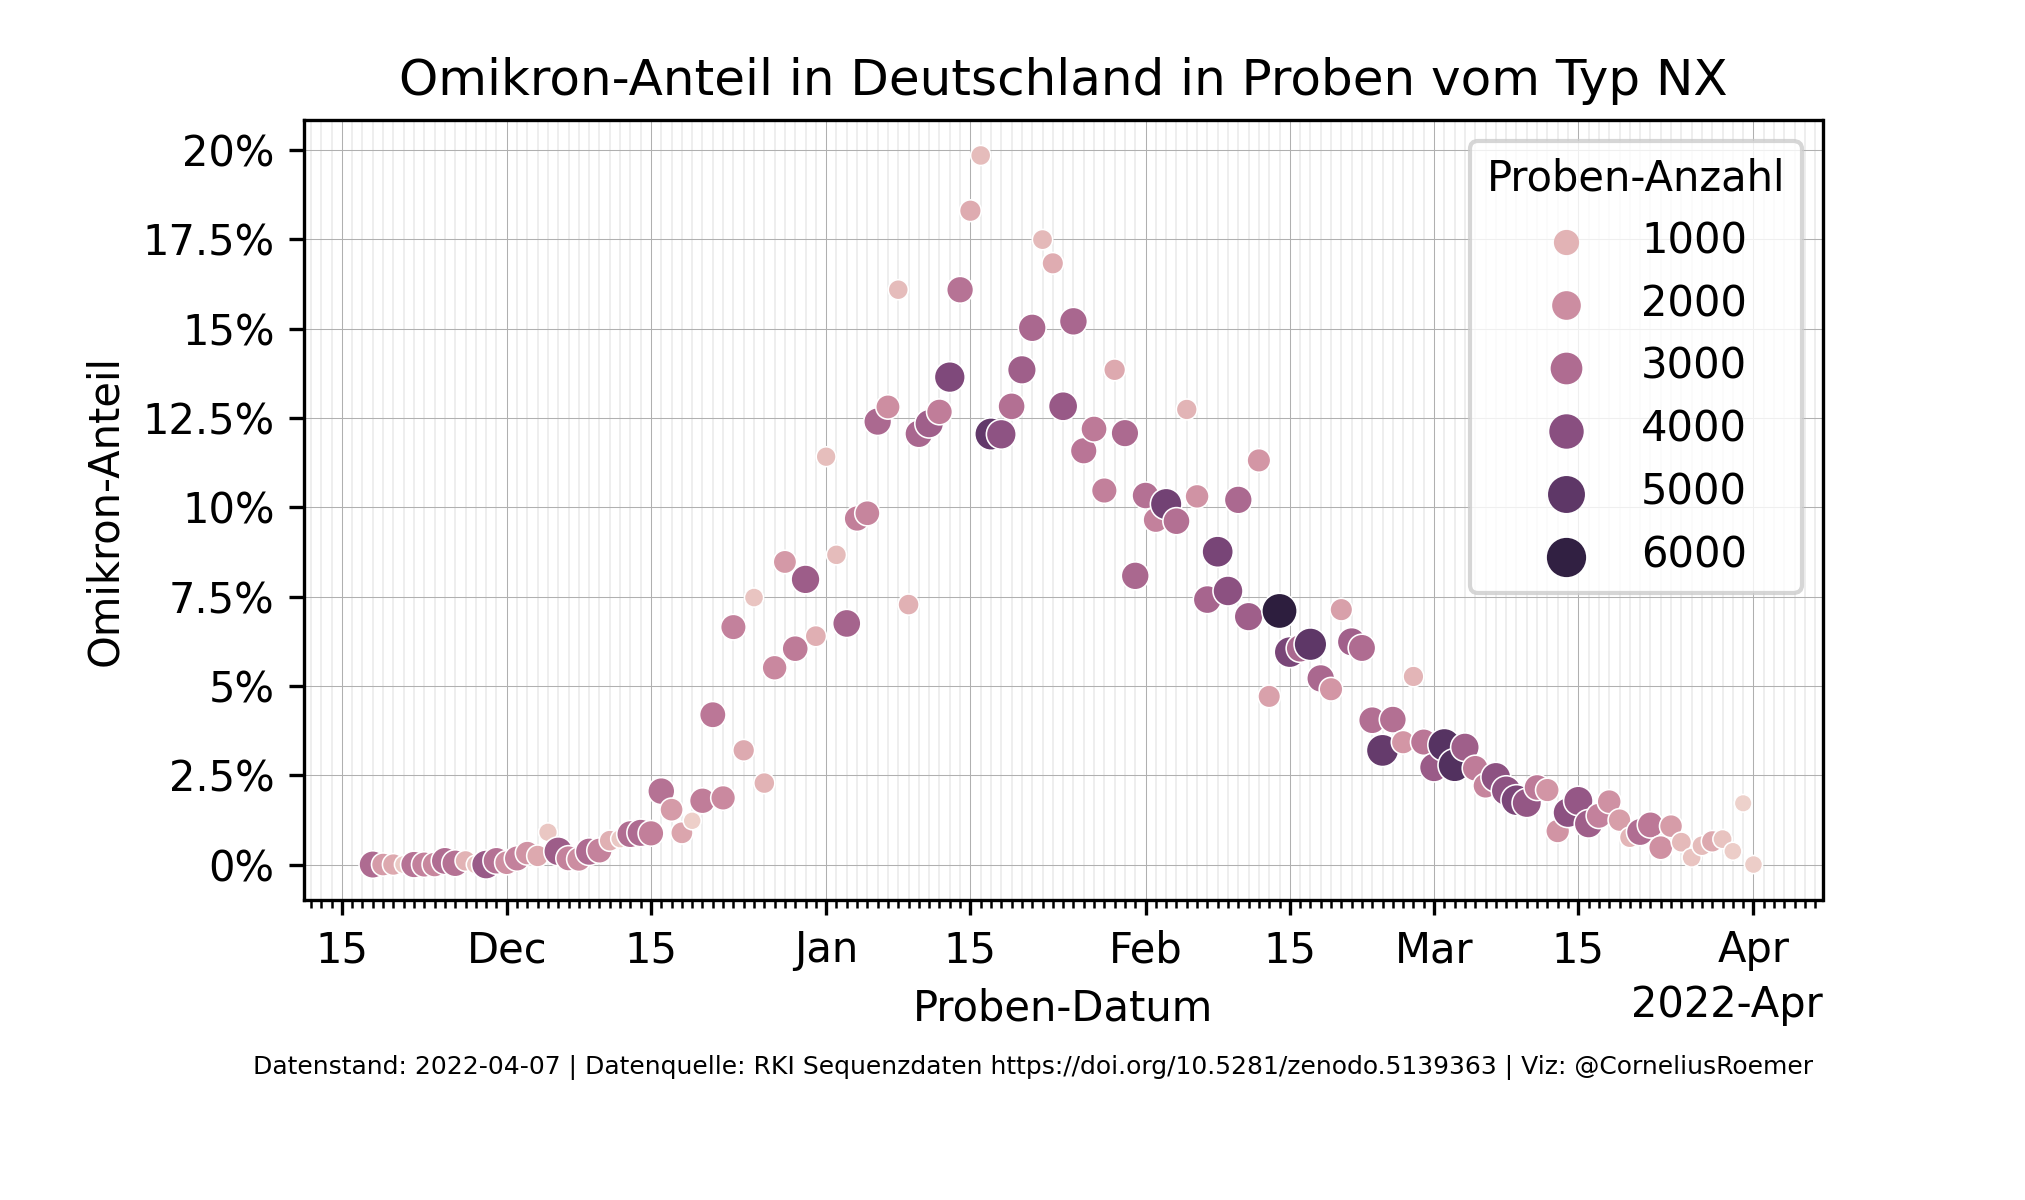 Omikron-Anteil in Deutschland in Proben vom Typ NX
20%
17.5%
15%
12.5%
10%
7.5%
5%
2.5%
0%
Omikron-Anteil
Proben-Anzahl
1000
2000
3000
4000
5000
6000
15 Dec 15 Jan 15 Feb 15 Mar 15 Apr
Proben-Datum
2022-Apr
Datenstand: 2022-04-07 | Datenquelle: RKI Sequenzdaten https://doi.org/10.5281/zenodo.5139363 | Viz: @CorneliusRoemer